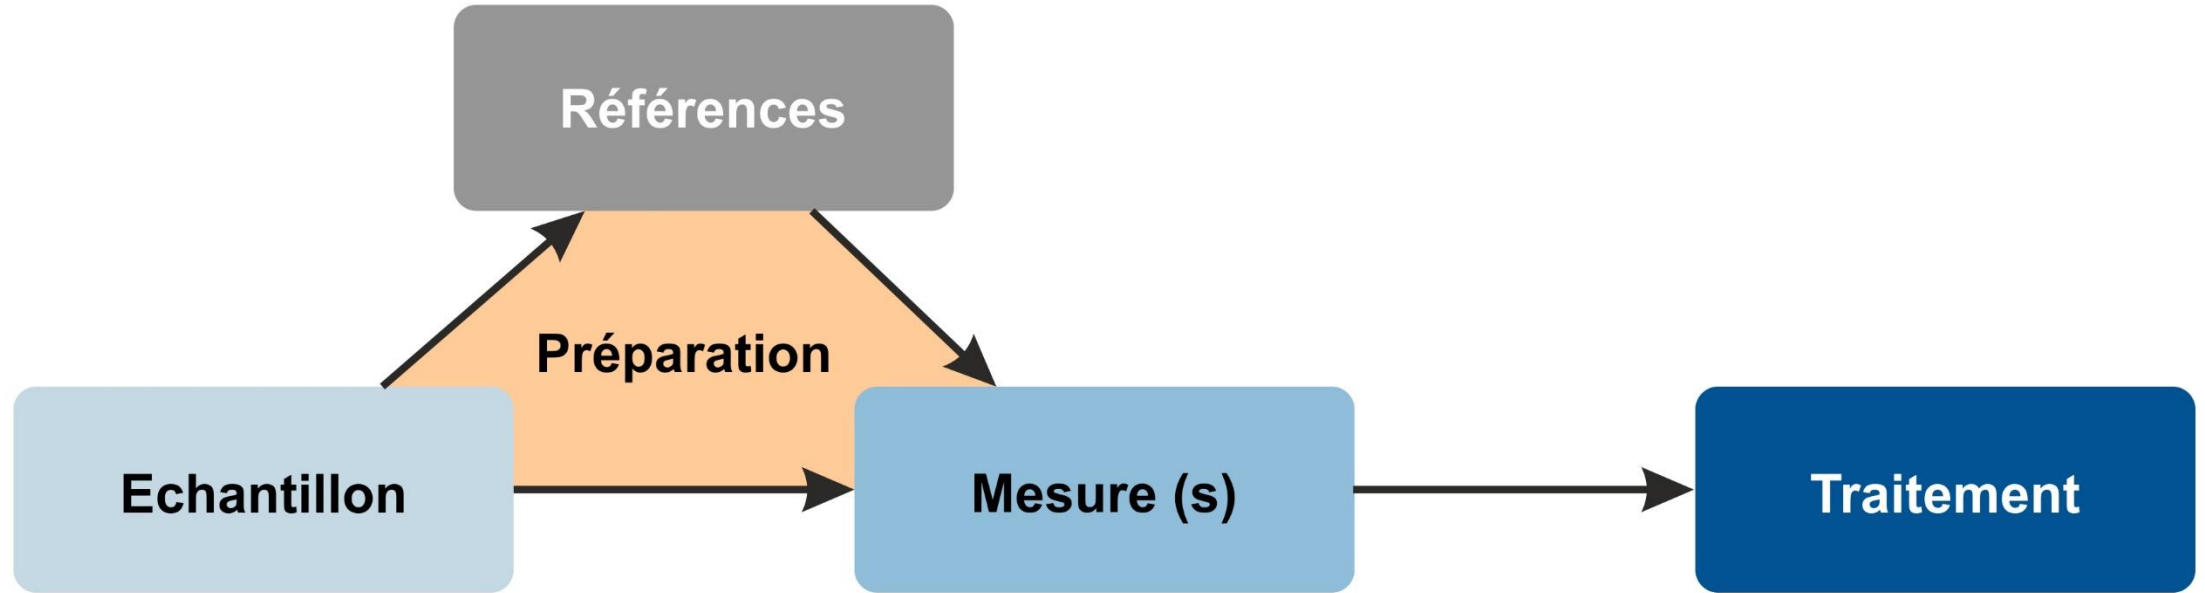 Références
Préparation
Echantillon
Mesure (s)
Traitement